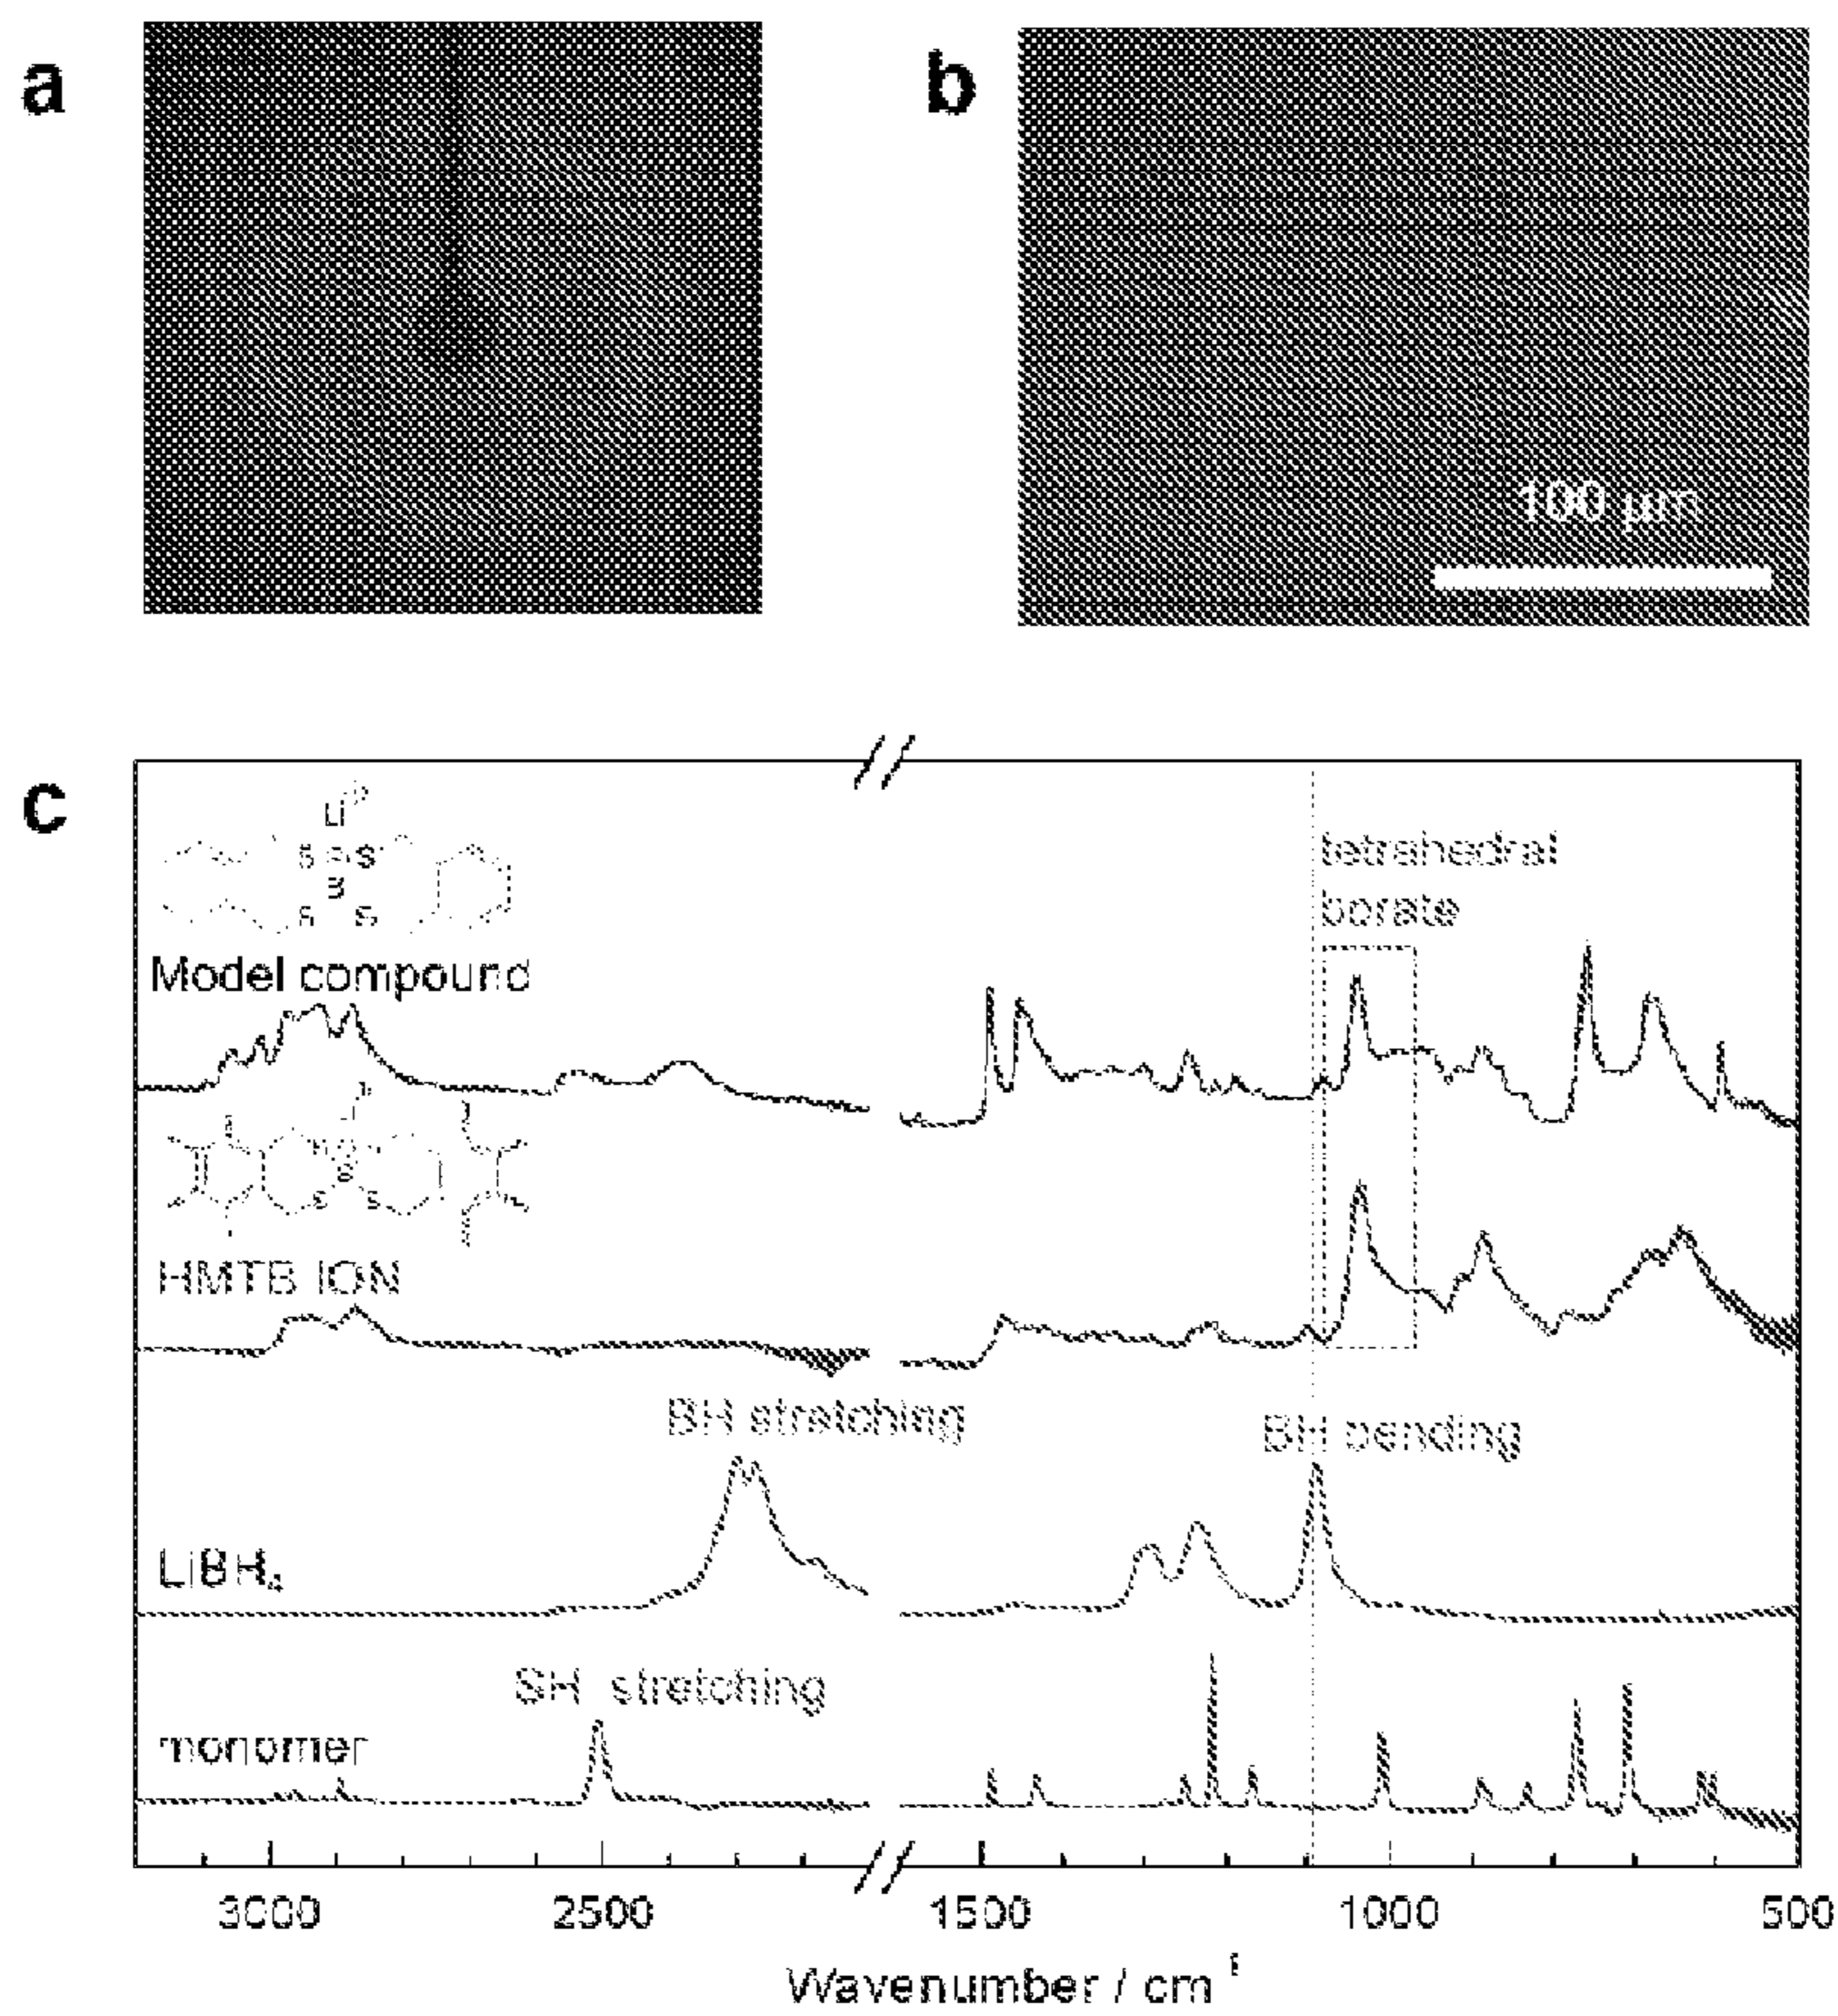 a
b
100 μm
c
Li
S S
B
S S
tetrahedral
borate
Model compound
S
S S
HMTB ION
BH stretching
BH bending
LiBH₄
SH stretching
monomer
3000 2500 1500 1000 500
Wavenumber / cm